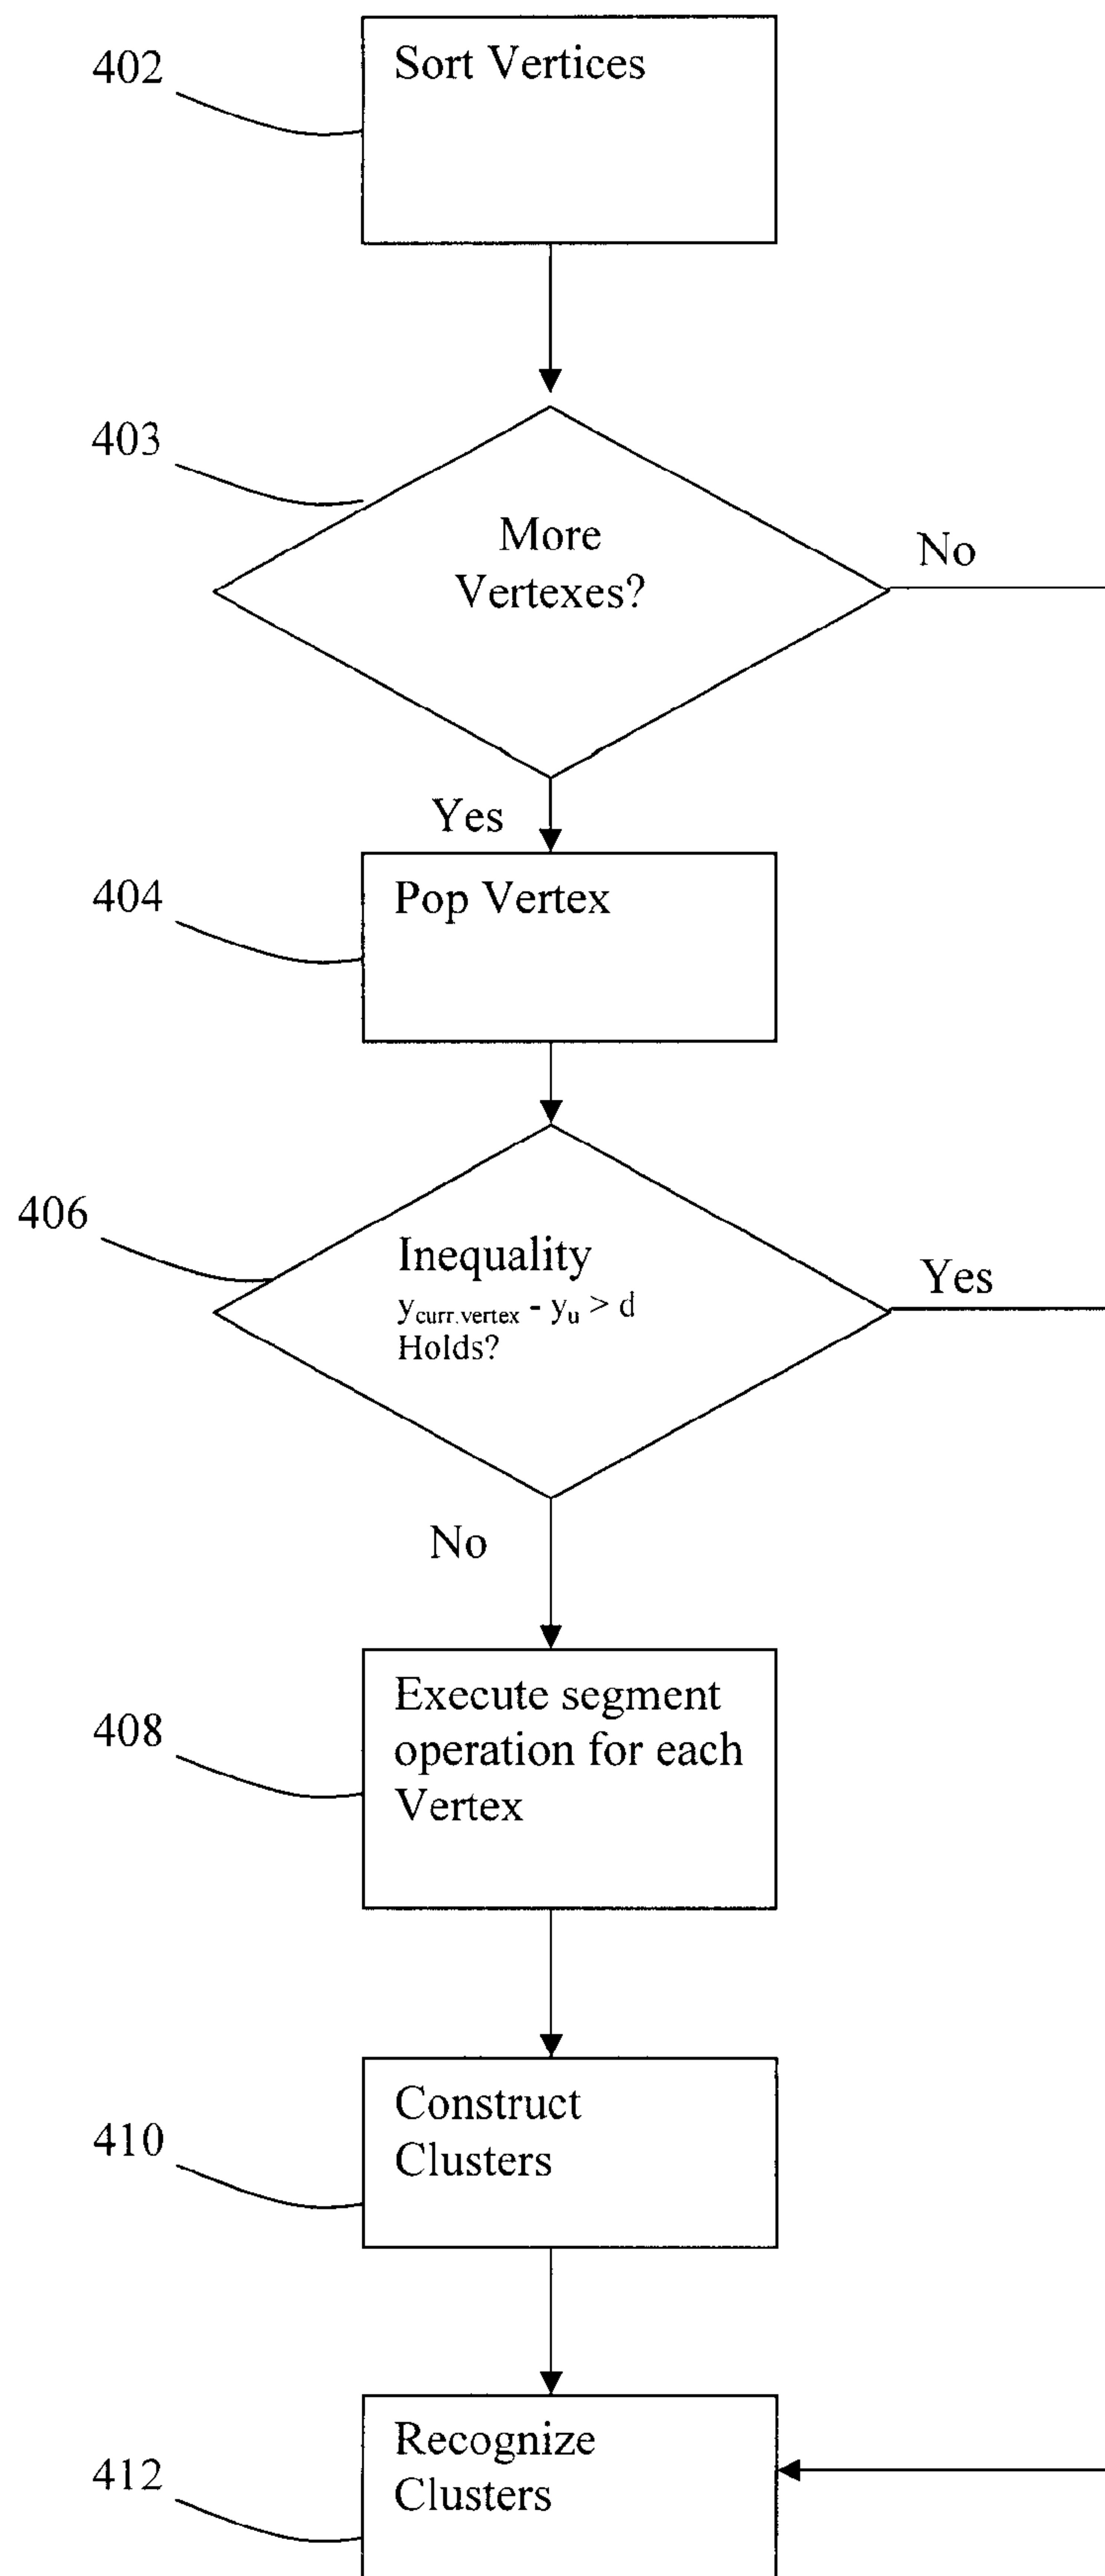 402
Sort Vertices
403
More
Vertexes?
No
Yes
404
Pop Vertex
406
Inequality
ycurr.vertex - yu > d
Holds?
Yes
No
408
Execute segment
operation for each
Vertex
410
Construct
Clusters
412
Recognize
Clusters